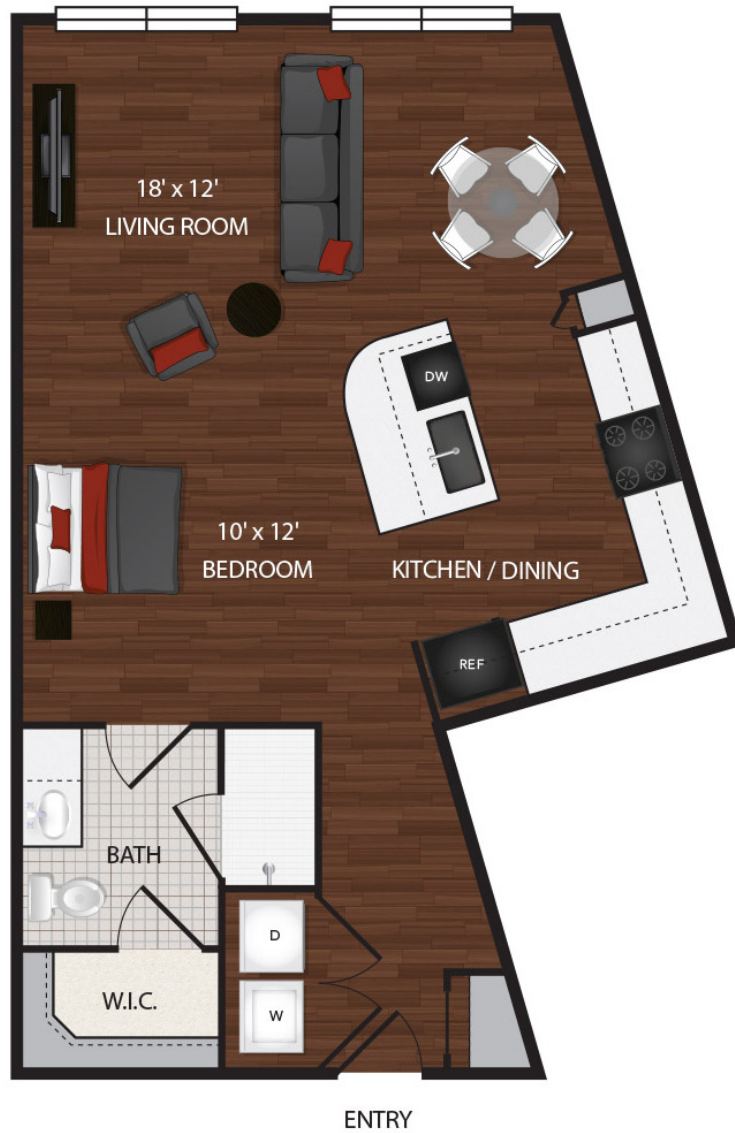 18' x 12'
LIVING ROOM
DW
10' x 12'
BEDROOM
KITCHEN / DINING
REF
BATH
D
W.I.C.
W
ENTRY